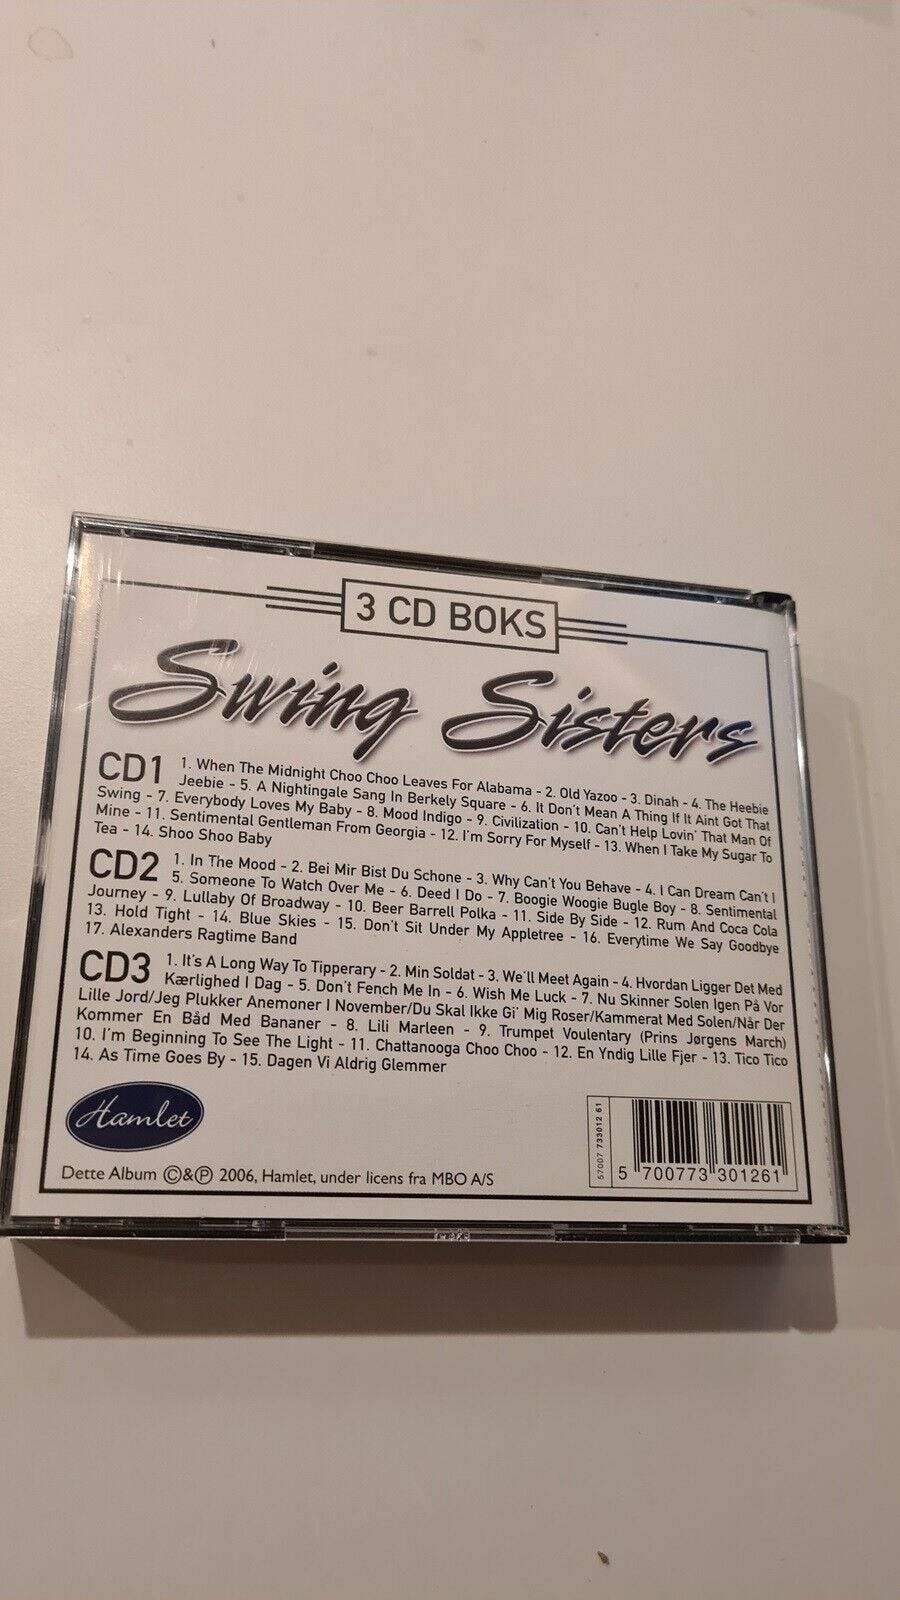 3 CD BOKS
Swing Sisters
CD1 1. When The Midnight Choo Choo Leaves For Alabama - 2. Old Yazoo - 3. Dinah - 4. The Heebie
Jeebie - 5. A Nightingale Sang In Berkely Square - 6. It Don't Mean A Thing If It Aint Got That
Swing - 7. Everybody Loves My Baby - 8. Mood Indigo - 9. Civilization - 10. Can't Help Lovin' That Man Of
Mine - 11. Sentimental Gentleman From Georgia - 12. I'm Sorry For Myself - 13. When I Take My Sugar To
Tea - 14. Shoo Shoo Baby
CD2 1. In The Mood - 2. Bei Mir Bist Du Schone - 3. Why Can't You Behave - 4. I Can Dream Can't I
5. Someone To Watch Over Me - 6. Deed I Do - 7. Boogie Woogie Bugle Boy - 8. Sentimental
Journey - 9. Lullaby Of Broadway - 10. Beer Barrell Polka - 11. Side By Side - 12. Rum And Coca Cola
13. Hold Tight - 14. Blue Skies - 15. Don't Sit Under My Appletree - 16. Everytime We Say Goodbye
17. Alexanders Ragtime Band
CD3 1. It's A Long Way To Tipperary - 2. Min Soldat - 3. We'll Meet Again - 4. Hvordan Ligger Det Med
Kærlighed I Dag - 5. Don't Fench Me In - 6. Wish Me Luck - 7. Nu Skinner Solen Igen På Vor
Lille Jord/Jeg Plukker Anemoner I November/Du Skal Ikke Gi' Mig Roser/Kammerat Med Solen/Når Der
Kommer En Båd Med Bananer - 8. Lili Marleen - 9. Trumpet Voulentary (Prins Jørgens March)
10. I'm Beginning To See The Light - 11. Chattanooga Choo Choo - 12. En Yndig Lille Fjer - 13. Tico Tico
14. As Time Goes By - 15. Dagen Vi Aldrig Glemmer
Hamlet
Dette Album ©&℗ 2006, Hamlet, under licens fra MBO A/S
57007 733012 61
5 700773 301261